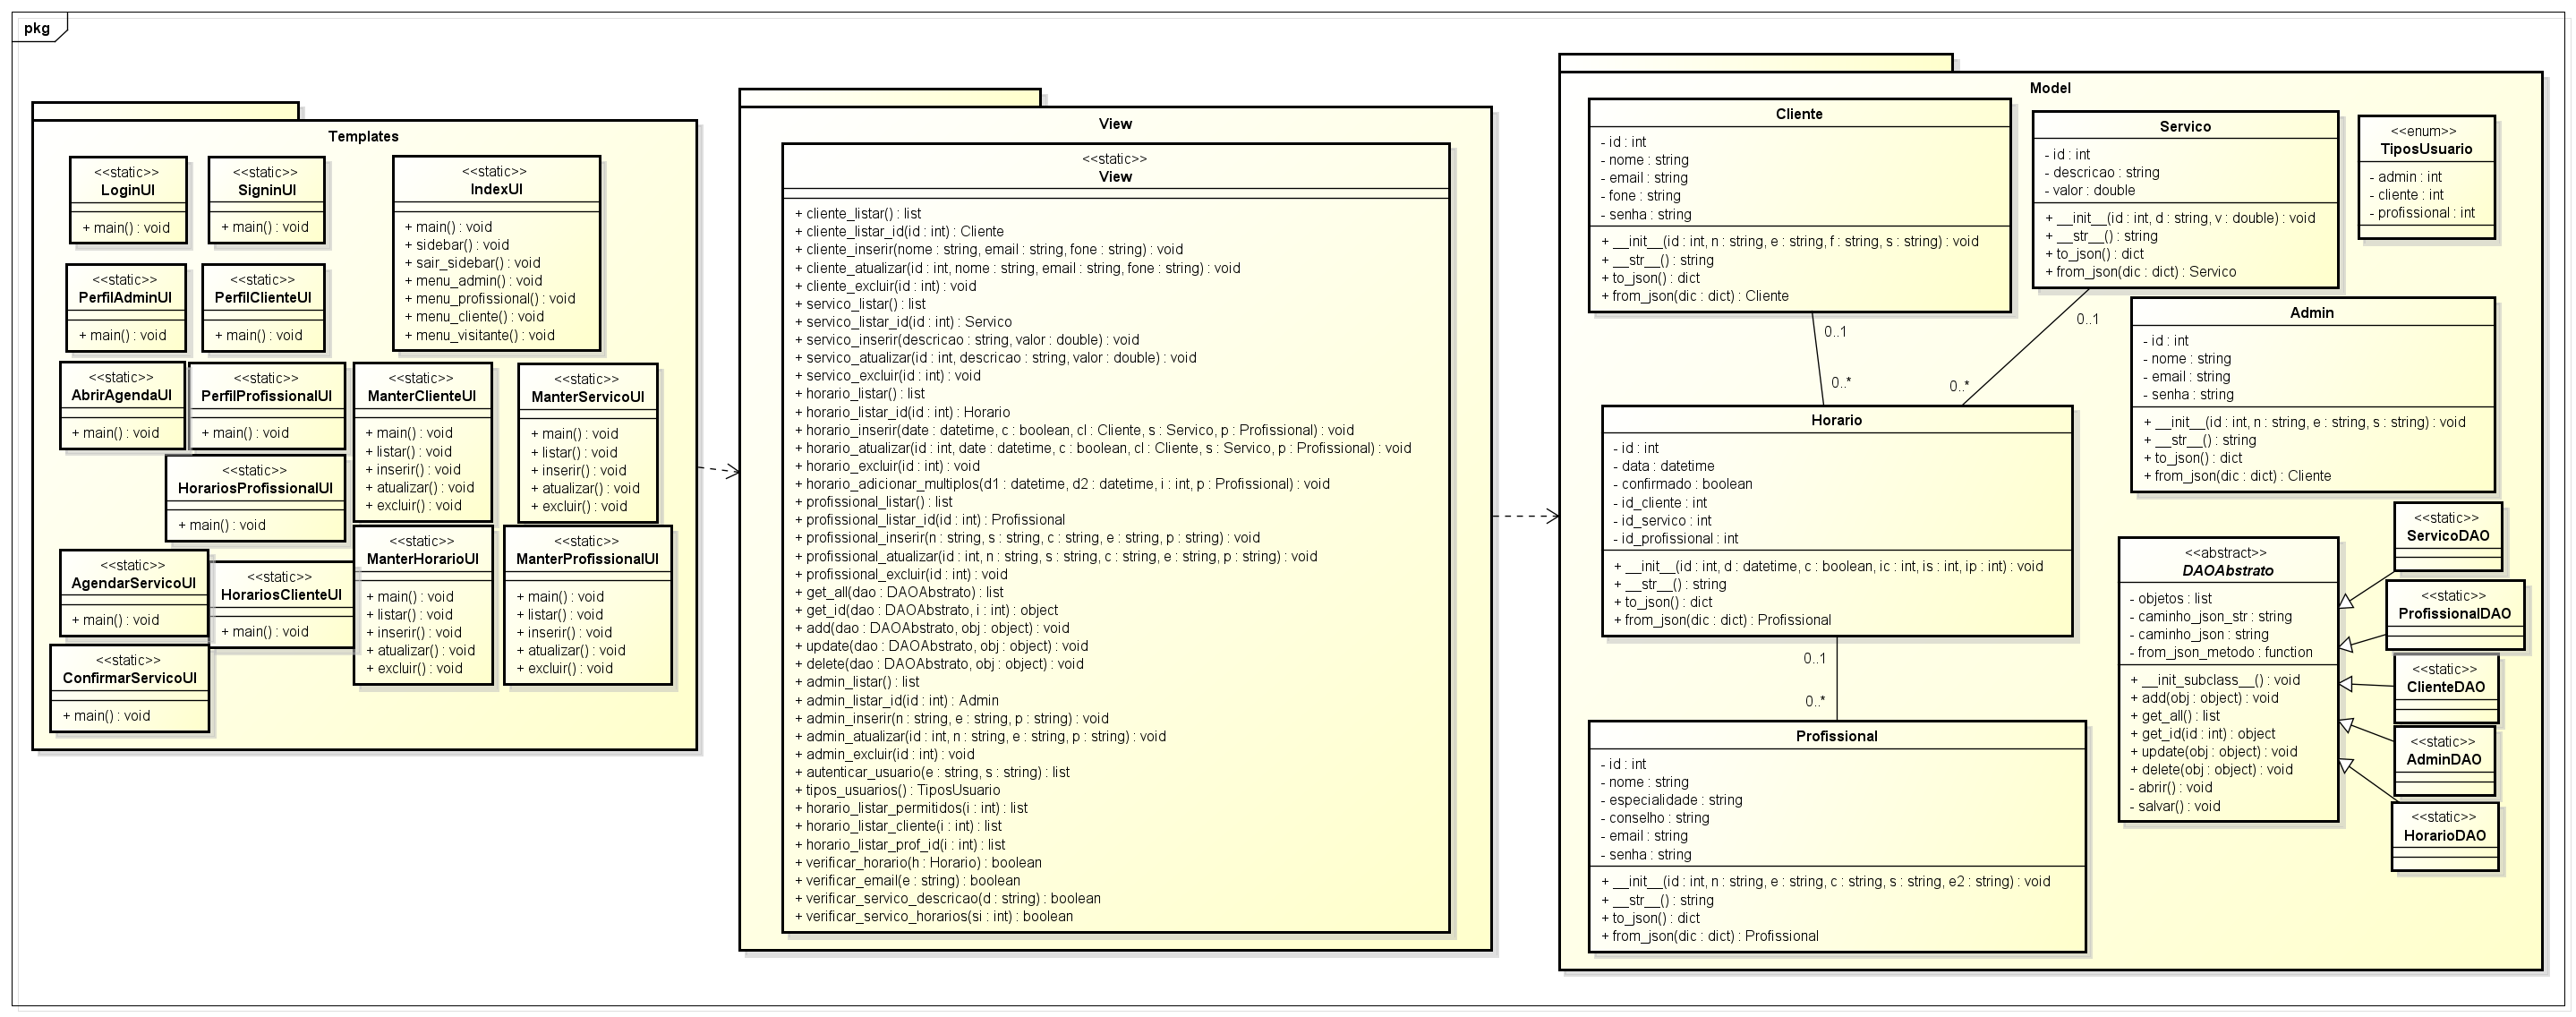 pkg
Templates
<<static>>
LoginUI
+ main() : void
<<static>>
SigninUI
+ main() : void
<<static>>
IndexUI
+ main() : void
+ sidebar() : void
+ sair_sidebar() : void
+ menu_admin() : void
+ menu_profissional() : void
+ menu_cliente() : void
+ menu_visitante() : void
<<static>>
PerfilAdminUI
+ main() : void
<<static>>
PerfilClienteUI
+ main() : void
<<static>>
AbrirAgendaUI
+ main() : void
<<static>>
PerfilProfissionalUI
+ main() : void
<<static>>
ManterClienteUI
+ main() : void
+ listar() : void
+ inserir() : void
+ atualizar() : void
+ excluir() : void
<<static>>
ManterServicoUI
+ main() : void
+ listar() : void
+ inserir() : void
+ atualizar() : void
+ excluir() : void
<<static>>
HorariosProfissionalUI
+ main() : void
<<static>>
AgendarServicoUI
+ main() : void
<<static>>
HorariosClienteUI
+ main() : void
<<static>>
ManterHorarioUI
+ main() : void
+ listar() : void
+ inserir() : void
+ atualizar() : void
+ excluir() : void
<<static>>
ManterProfissionalUI
+ main() : void
+ listar() : void
+ inserir() : void
+ atualizar() : void
+ excluir() : void
<<static>>
ConfirmarServicoUI
+ main() : void
View
<<static>>
View
+ cliente_listar() : list
+ cliente_listar_id(id : int) : Cliente
+ cliente_inserir(nome : string, email : string, fone : string) : void
+ cliente_atualizar(id : int, nome : string, email : string, fone : string) : void
+ cliente_excluir(id : int) : void
+ servico_listar() : list
+ servico_listar_id(id : int) : Servico
+ servico_inserir(descricao : string, valor : double) : void
+ servico_atualizar(id : int, descricao : string, valor : double) : void
+ servico_excluir(id : int) : void
+ horario_listar() : list
+ horario_listar_id(id : int) : Horario
+ horario_inserir(date : datetime, c : boolean, cl : Cliente, s : Servico, p : Profissional) : void
+ horario_atualizar(id : int, date : datetime, c : boolean, cl : Cliente, s : Servico, p : Profissional) : void
+ horario_excluir(id : int) : void
+ horario_adicionar_multiplos(d1 : datetime, d2 : datetime, i : int, p : Profissional) : void
+ profissional_listar() : list
+ profissional_listar_id(id : int) : Profissional
+ profissional_inserir(n : string, s : string, c : string, e : string, p : string) : void
+ profissional_atualizar(id : int, n : string, s : string, c : string, e : string, p : string) : void
+ profissional_excluir(id : int) : void
+ get_all(dao : DAOAbstrato) : list
+ get_id(dao : DAOAbstrato, i : int) : object
+ add(dao : DAOAbstrato, obj : object) : void
+ update(dao : DAOAbstrato, obj : object) : void
+ delete(dao : DAOAbstrato, obj : object) : void
+ admin_listar() : list
+ admin_listar_id(id : int) : Admin
+ admin_inserir(n : string, e : string, p : string) : void
+ admin_atualizar(id : int, n : string, e : string, p : string) : void
+ admin_excluir(id : int) : void
+ autenticar_usuario(e : string, s : string) : list
+ tipos_usuarios() : TiposUsuario
+ horario_listar_permitidos(i : int) : list
+ horario_listar_cliente(i : int) : list
+ horario_listar_prof_id(i : int) : list
+ verificar_horario(h : Horario) : boolean
+ verificar_email(e : string) : boolean
+ verificar_servico_descricao(d : string) : boolean
+ verificar_servico_horarios(si : int) : boolean
Model
Cliente
- id : int
- nome : string
- email : string
- fone : string
- senha : string
+ __init__(id : int, n : string, e : string, f : string, s : string) : void
+ __str__() : string
+ to_json() : dict
+ from_json(dic : dict) : Cliente
Servico
- id : int
- descricao : string
- valor : double
+ __init__(id : int, d : string, v : double) : void
+ __str__() : string
+ to_json() : dict
+ from_json(dic : dict) : Servico
<<enum>>
TiposUsuario
- admin : int
- cliente : int
- profissional : int
0..1
0..*
0..1
0..*
Admin
- id : int
- nome : string
- email : string
- senha : string
+ __init__(id : int, n : string, e : string, s : string) : void
+ __str__() : string
+ to_json() : dict
+ from_json(dic : dict) : Cliente
Horario
- id : int
- data : datetime
- confirmado : boolean
- id_cliente : int
- id_servico : int
- id_profissional : int
+ __init__(id : int, d : datetime, c : boolean, ic : int, is : int, ip : int) : void
+ __str__() : string
+ to_json() : dict
+ from_json(dic : dict) : Profissional
0..1
0..*
Profissional
- id : int
- nome : string
- especialidade : string
- conselho : string
- email : string
- senha : string
+ __init__(id : int, n : string, e : string, c : string, s : string, e2 : string) : void
+ __str__() : string
+ to_json() : dict
+ from_json(dic : dict) : Profissional
<<abstract>>
DAOAbstrato
- objetos : list
- caminho_json_str : string
- caminho_json : string
- from_json_metodo : function
+ __init_subclass__() : void
+ add(obj : object) : void
+ get_all() : list
+ get_id(id : int) : object
+ update(obj : object) : void
+ delete(obj : object) : void
- abrir() : void
- salvar() : void
<<static>>
ServicoDAO
<<static>>
ProfissionalDAO
<<static>>
ClienteDAO
<<static>>
AdminDAO
<<static>>
HorarioDAO